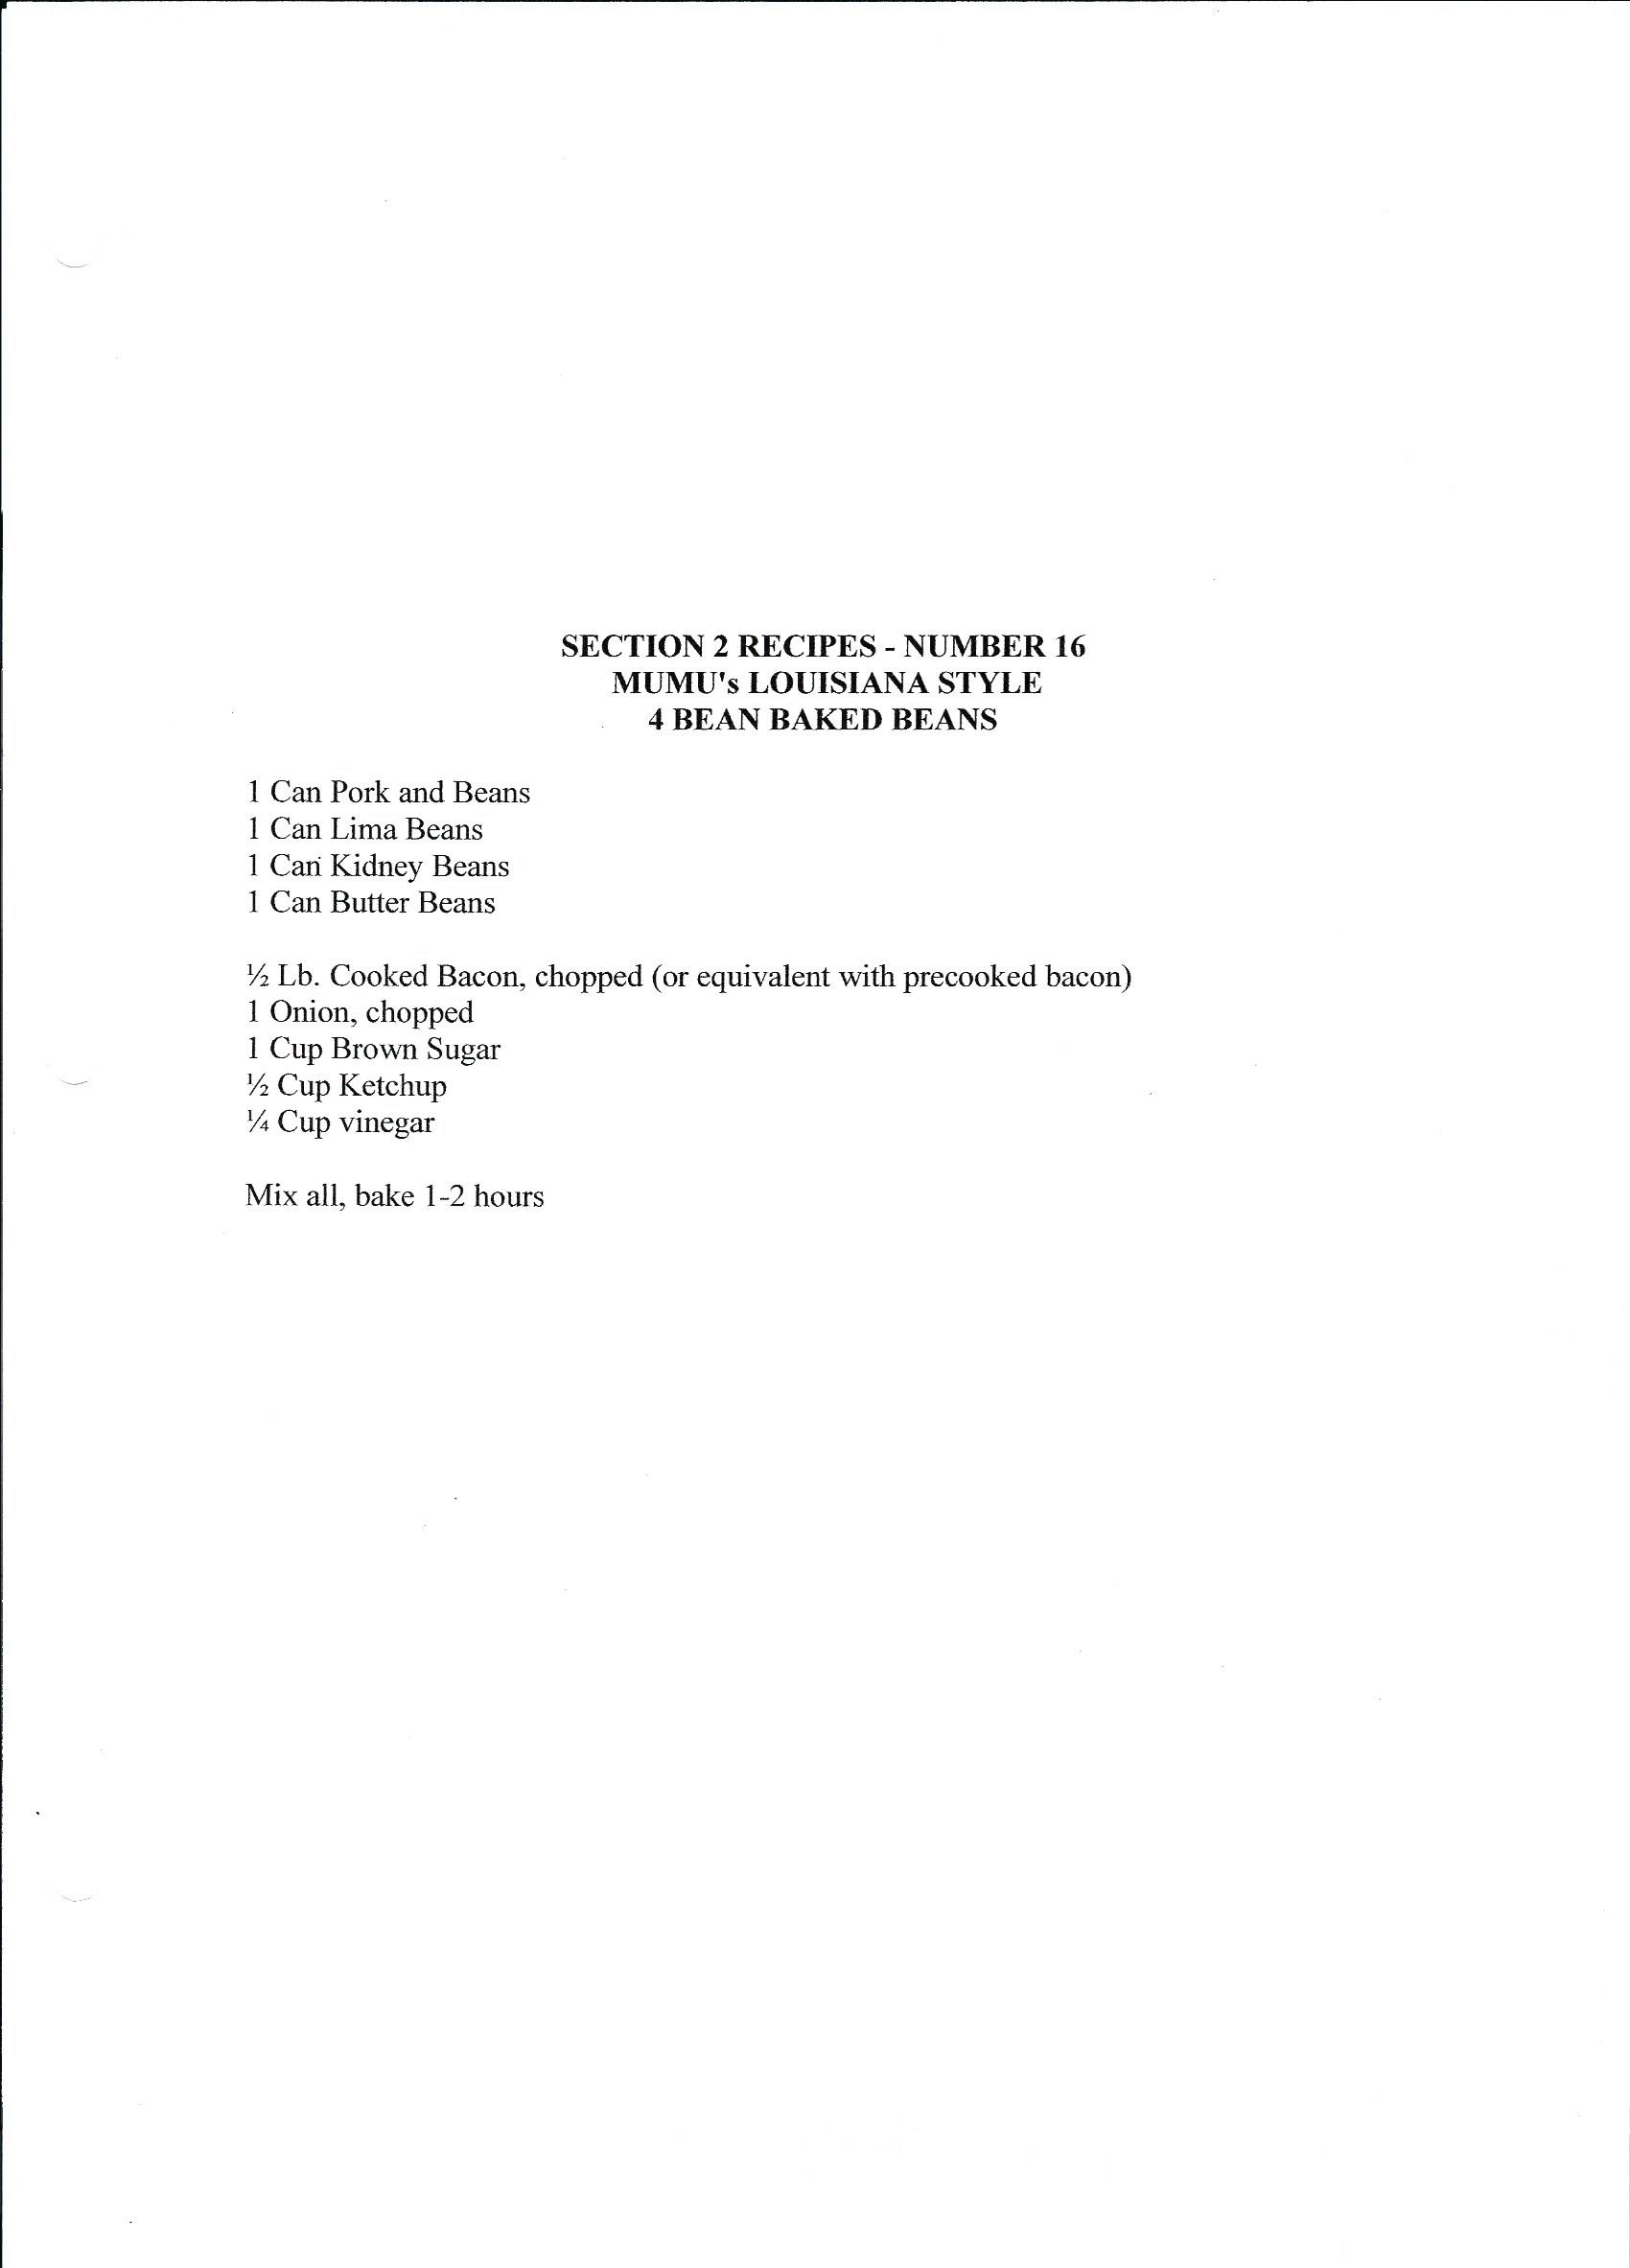 SECTION 2 RECIPES - NUMBER 16
MUMU's LOUISIANA STYLE
4 BEAN BAKED BEANS
1 Can Pork and Beans
1 Can Lima Beans
1 Can Kidney Beans
1 Can Butter Beans
½ Lb. Cooked Bacon, chopped (or equivalent with precooked bacon)
1 Onion, chopped
1 Cup Brown Sugar
½ Cup Ketchup
¼ Cup vinegar
Mix all, bake 1-2 hours